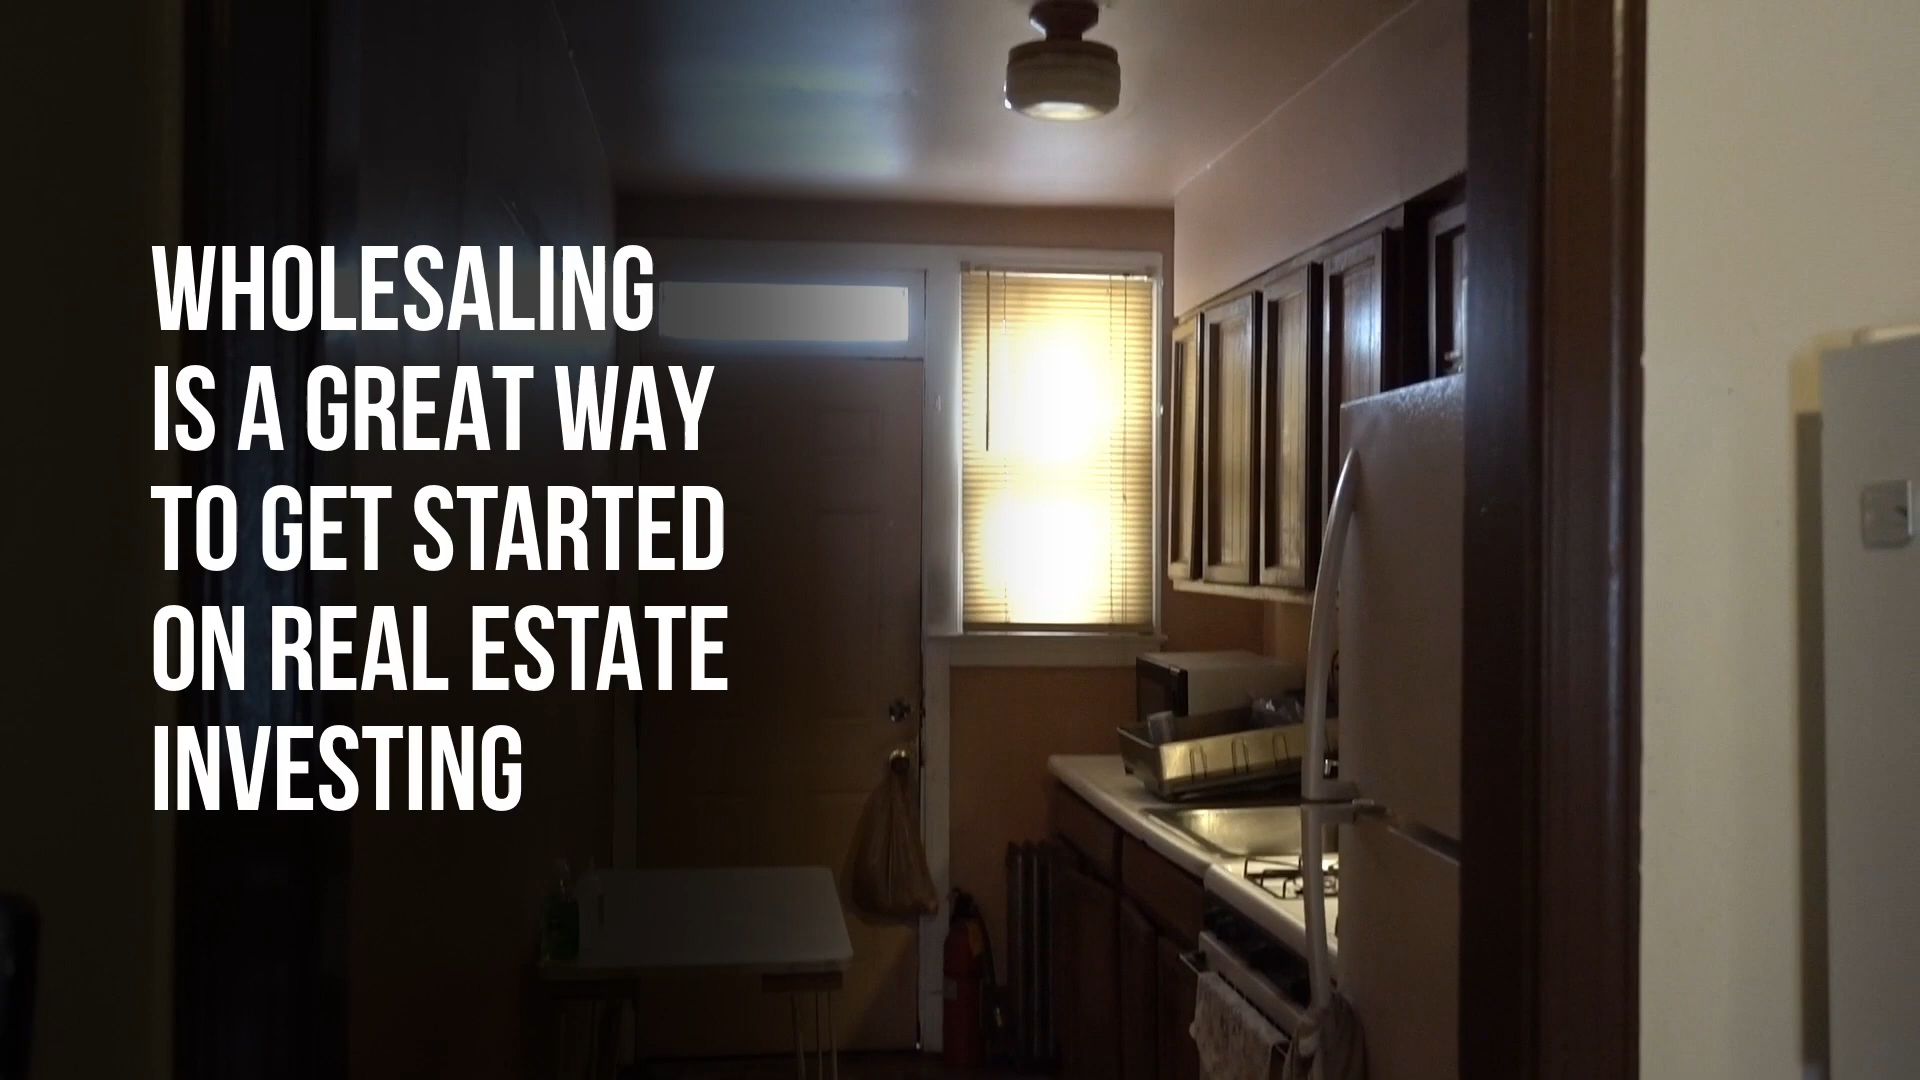 WHOLESALING
IS A GREAT WAY
TO GET STARTED
ON REAL ESTATE
INVESTING